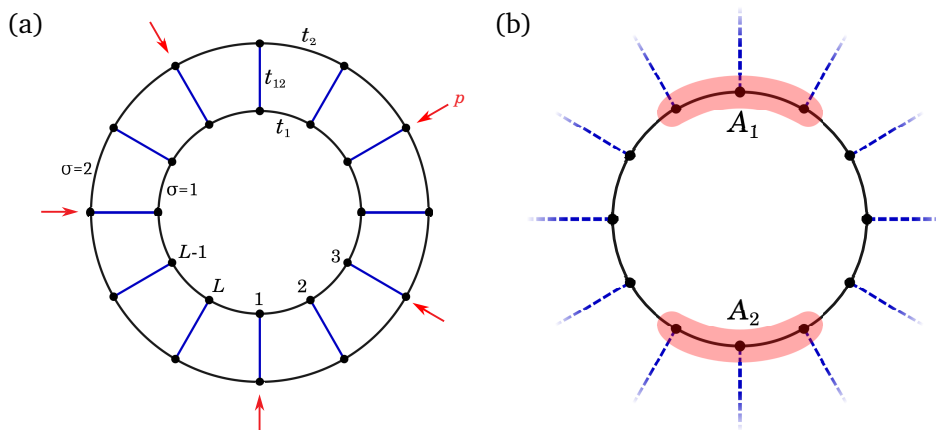 (a)
(b)
t₂
t₁₂
p
t₁
A₁
σ=2
σ=1
L-1
3
L
1
2
A₂